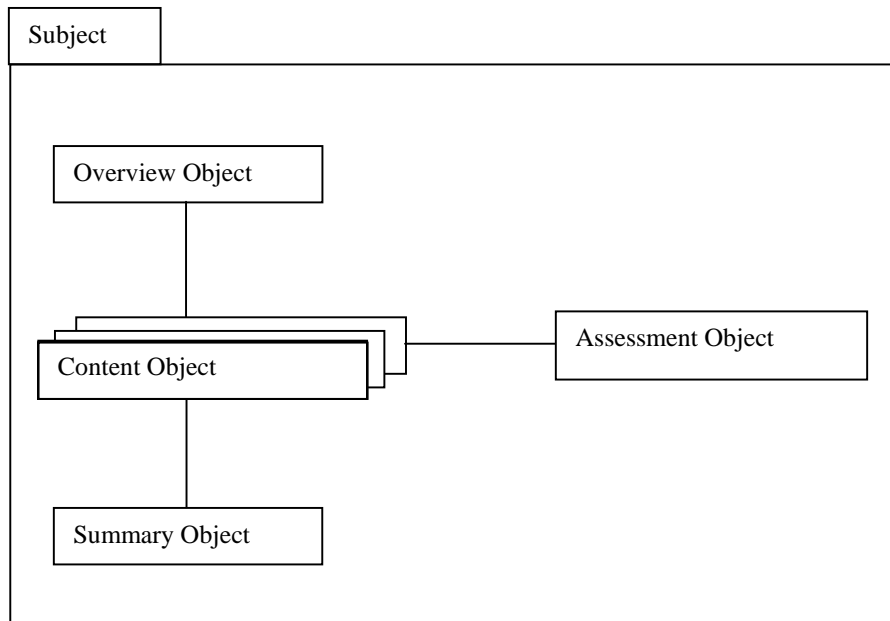 Subject
Overview Object
Content Object
Assessment Object
Summary Object